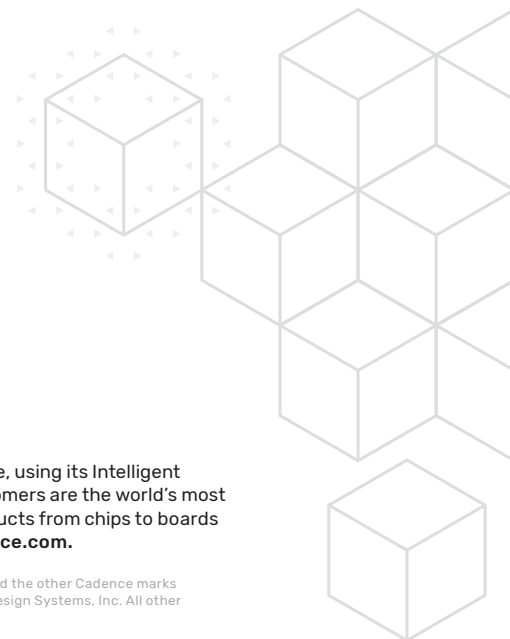 e, using its Intelligent
omers are the world's most
ucts from chips to boards
ce.com.
d the other Cadence marks
esign Systems, Inc. All other